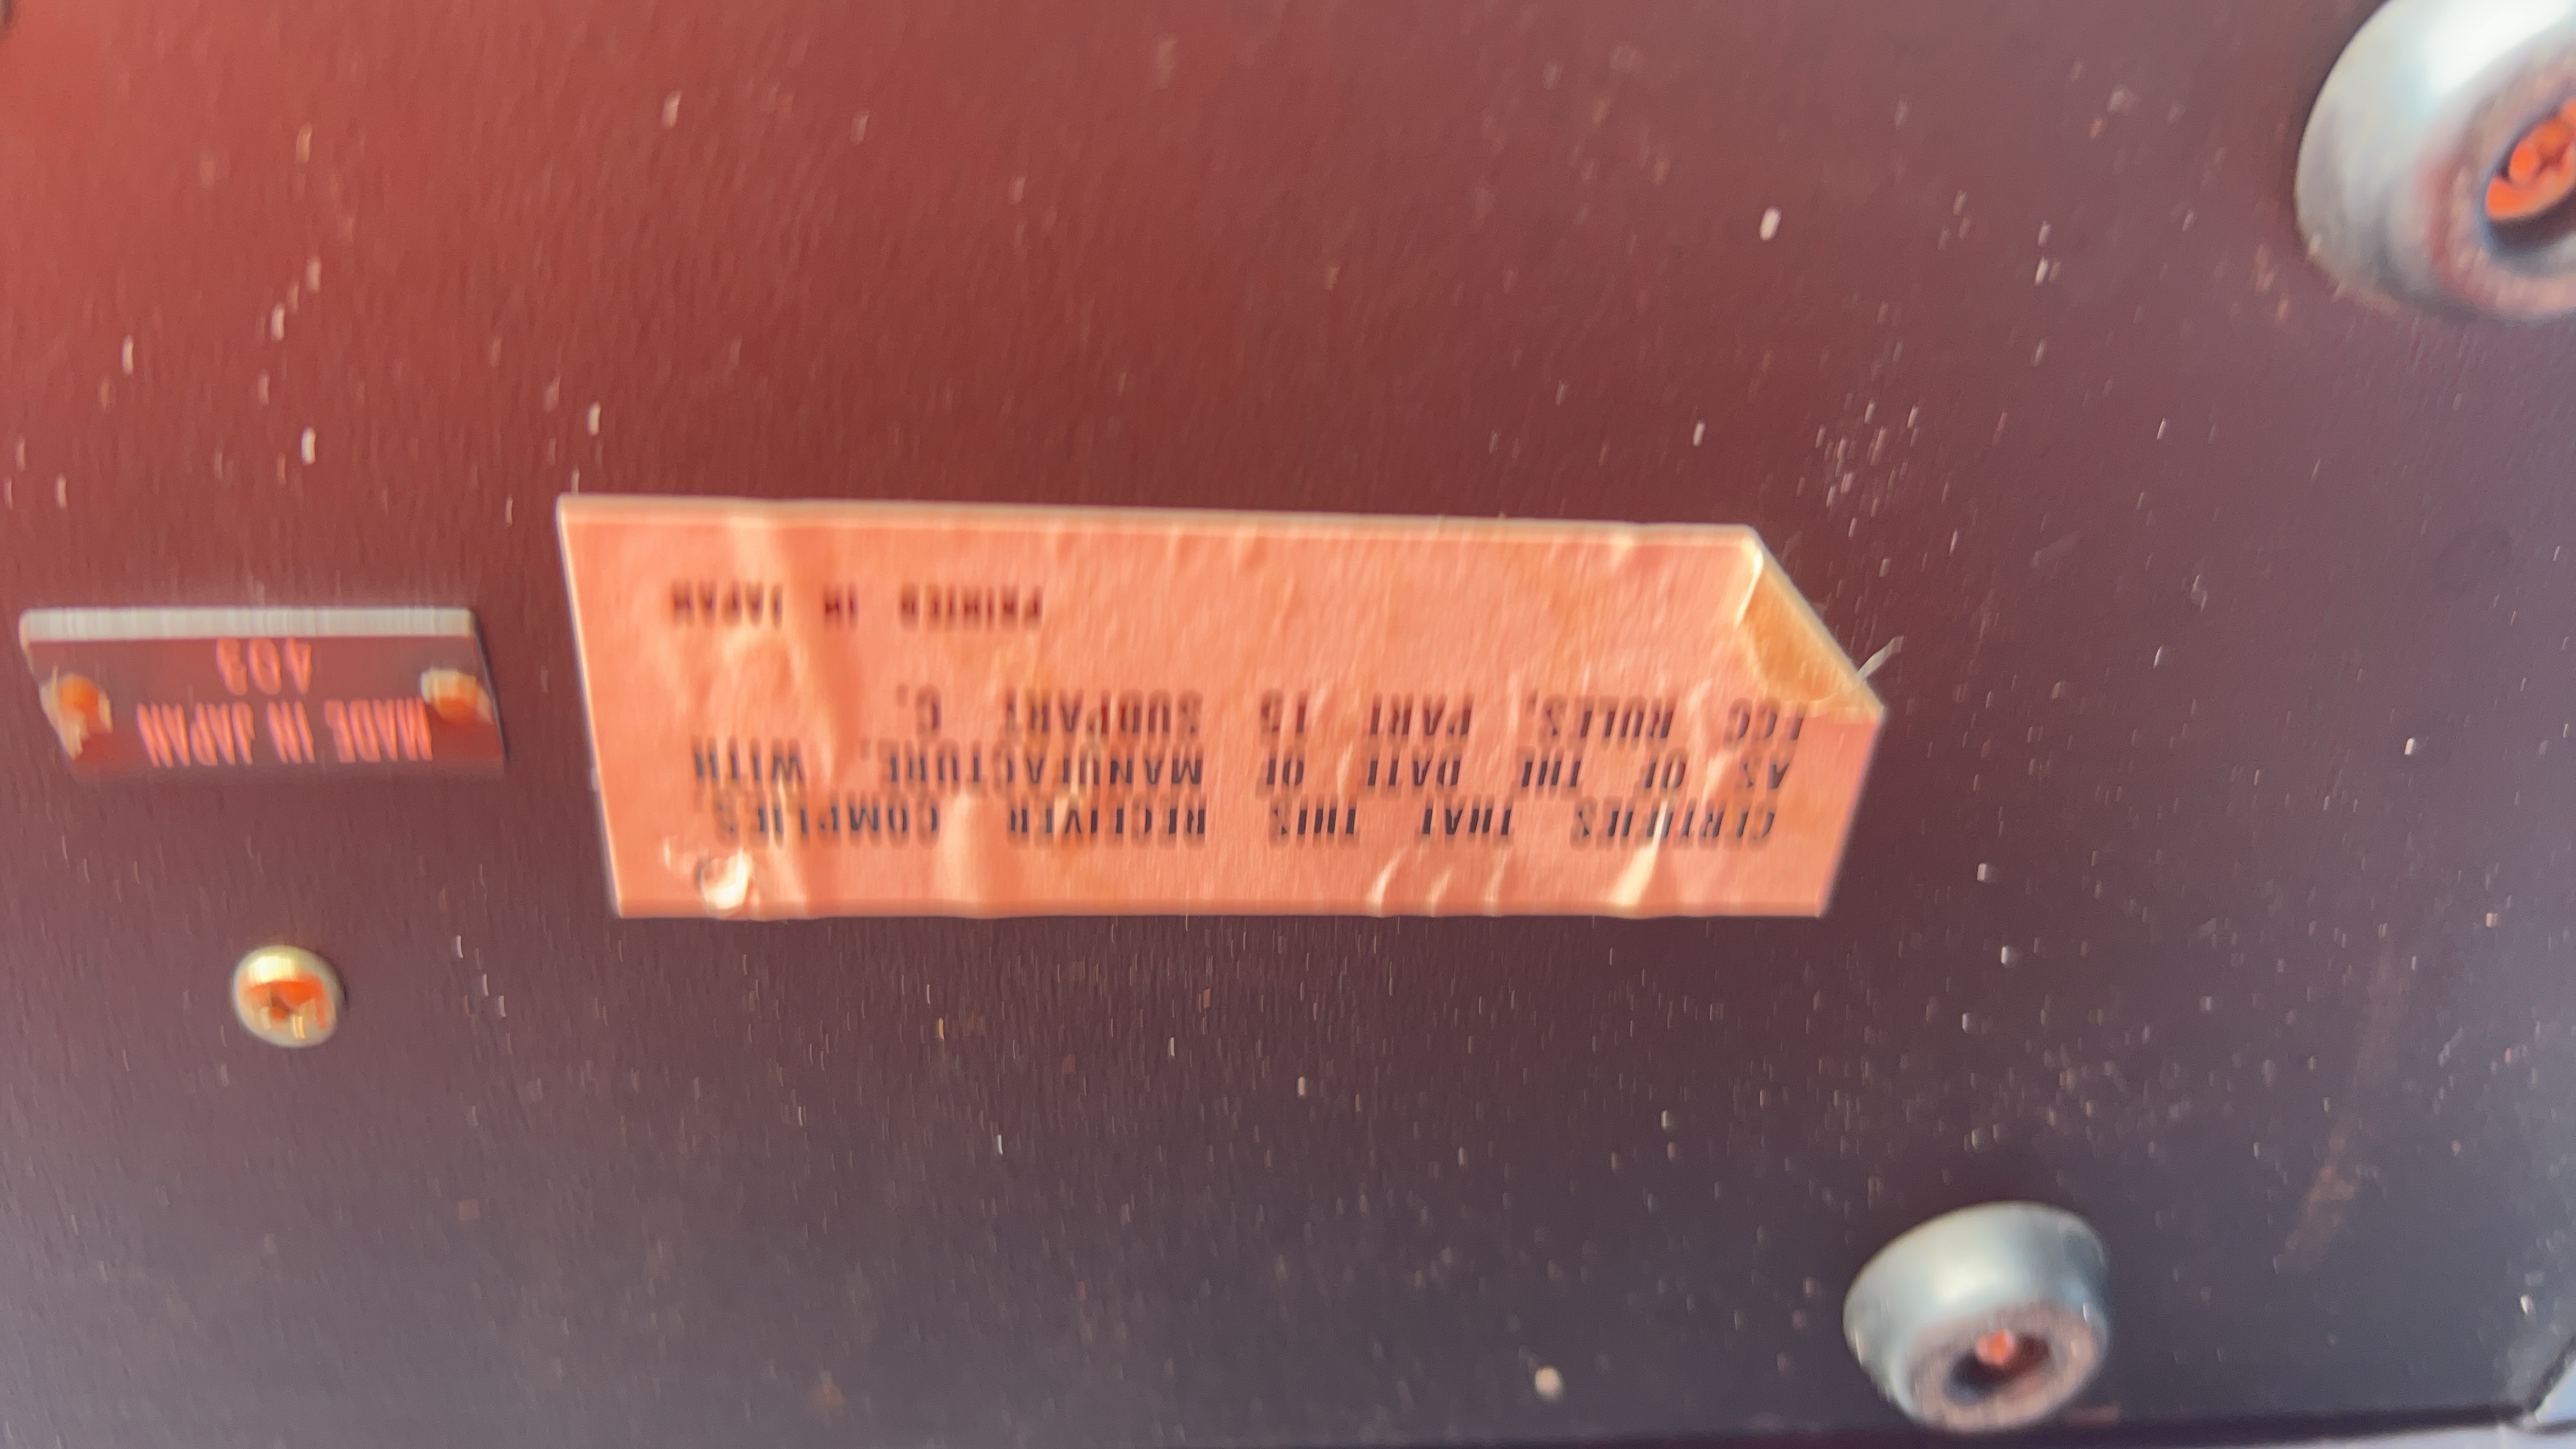 CERTIFIES THAT THIS RECEIVER COMPLIES,
AS OF THE DATE OF MANUFACTURE, WITH
FCC RULES, PART 15 SUBPART C.
PRINTED IN JAPAN
MADE IN JAPAN
403